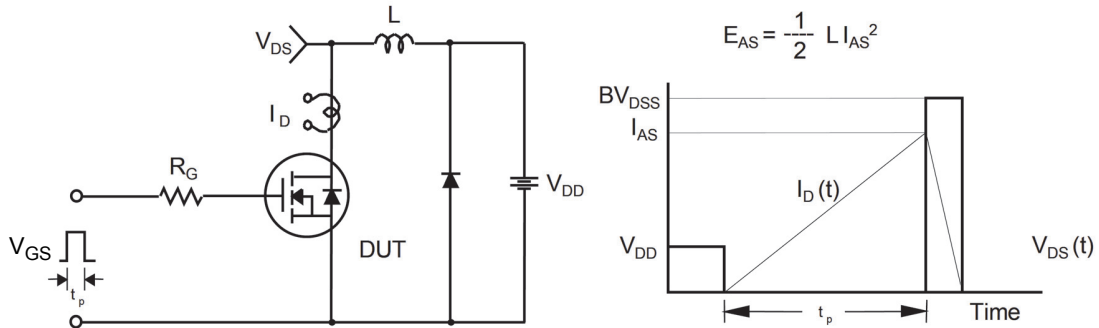 V_DS
L
I_D
R_G
V_GS
t_p
DUT
V_DD
E_AS = 1/2 L I_AS^2
BV_DSS
I_AS
I_D (t)
V_DD
V_DS (t)
t_p
Time